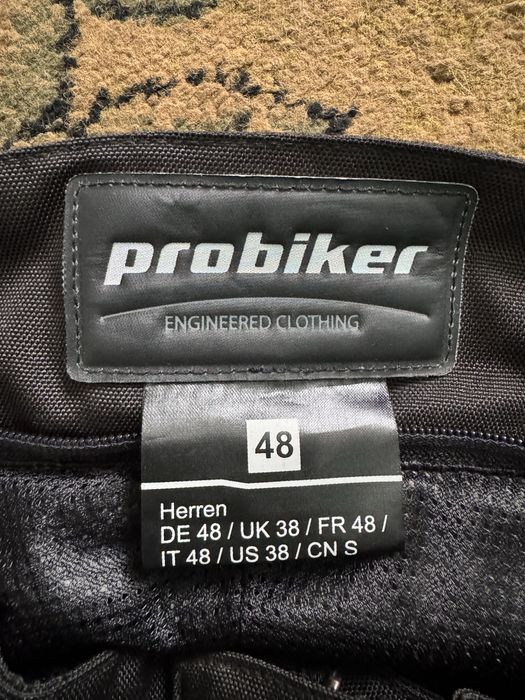 probiker
ENGINEERED CLOTHING
48
Herren
DE 48 / UK 38 / FR 48 /
IT 48 / US 38 / CN S